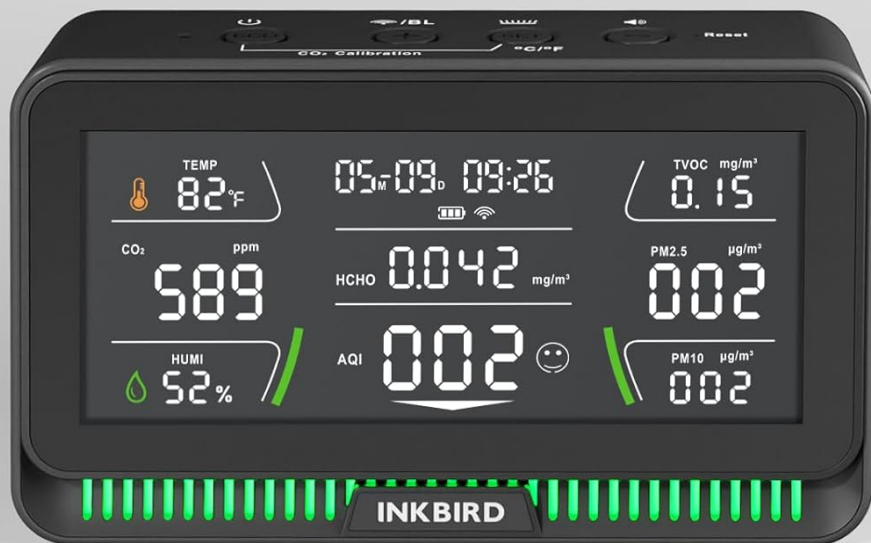 /BL
CO₂ Calibration
°C/°F
Reset
TEMP
82°F
05M-09D 09:26
TVOC mg/m³
0.15
CO₂ ppm
589
HCHO 0.042 mg/m³
PM2.5 µg/m³
002
HUMI
52%
AQI 002
PM10 µg/m³
002
INKBIRD